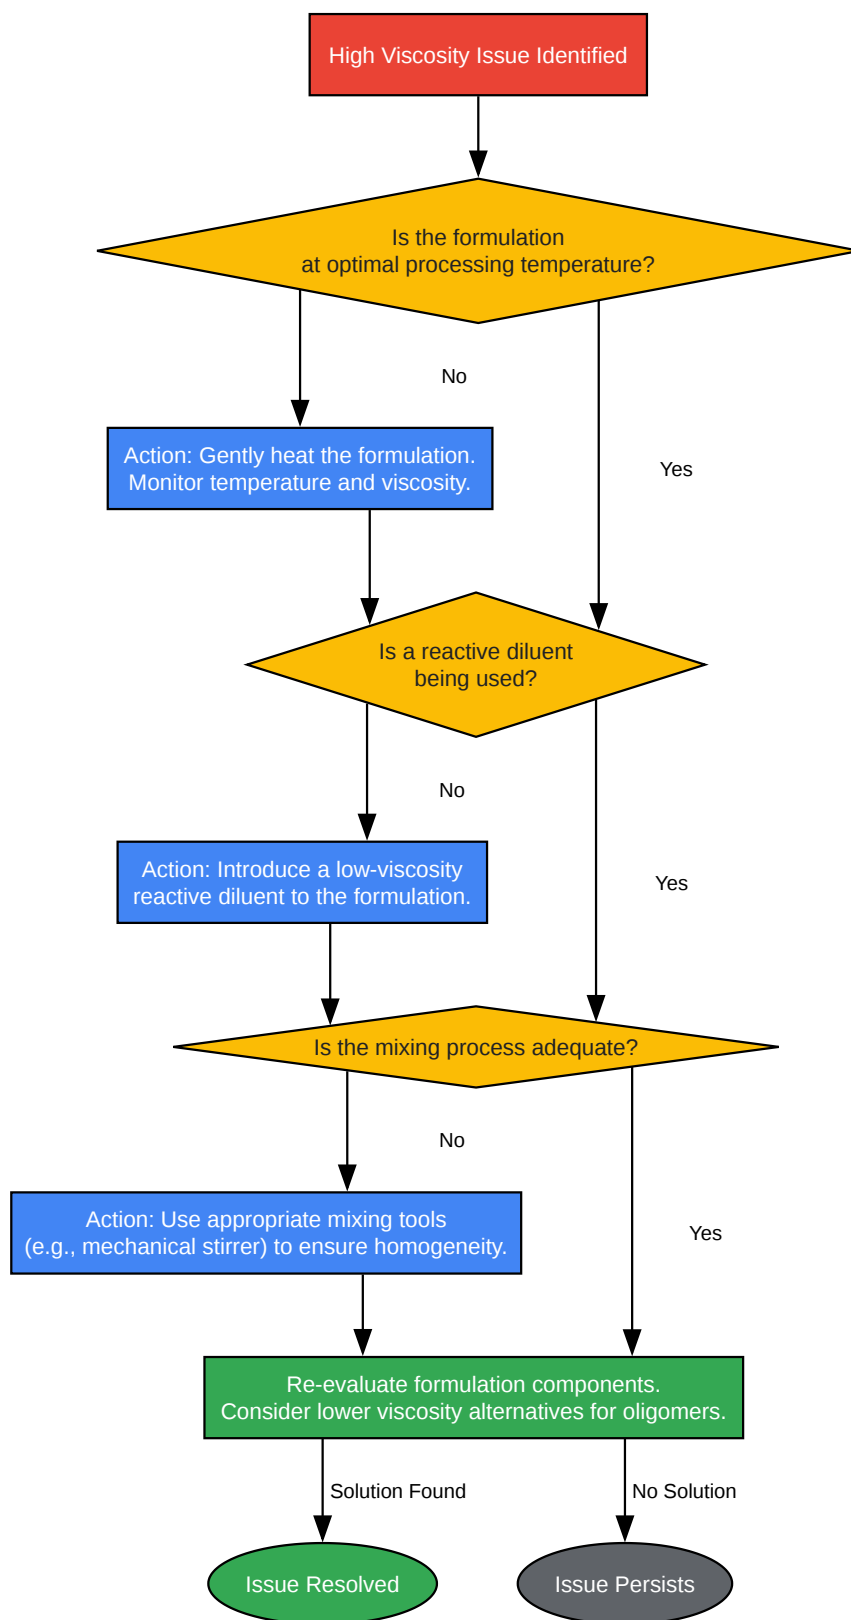 High Viscosity Issue Identified
Is the formulation
at optimal processing temperature?
No
Action: Gently heat the formulation.
Monitor temperature and viscosity.
Yes
Is a reactive diluent
being used?
No
Action: Introduce a low-viscosity
reactive diluent to the formulation.
Yes
Is the mixing process adequate?
No
Action: Use appropriate mixing tools
(e.g., mechanical stirrer) to ensure homogeneity.
Yes
Re-evaluate formulation components.
Consider lower viscosity alternatives for oligomers.
Solution Found
No Solution
Issue Resolved
Issue Persists